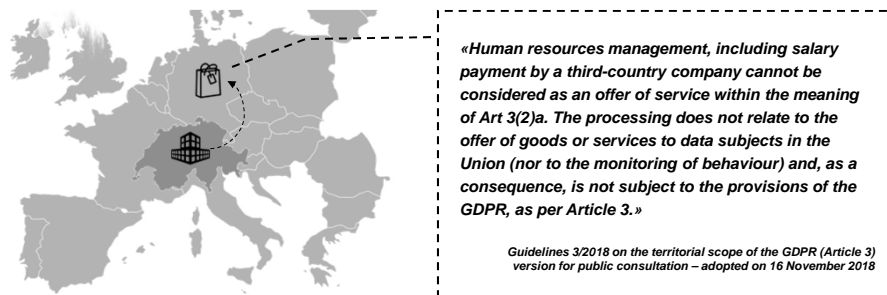 «Human resources management, including salary
payment by a third-country company cannot be
considered as an offer of service within the meaning
of Art 3(2)a. The processing does not relate to the
offer of goods or services to data subjects in the
Union (nor to the monitoring of behaviour) and, as a
consequence, is not subject to the provisions of the
GDPR, as per Article 3.»
Guidelines 3/2018 on the territorial scope of the GDPR (Article 3)
version for public consultation – adopted on 16 November 2018